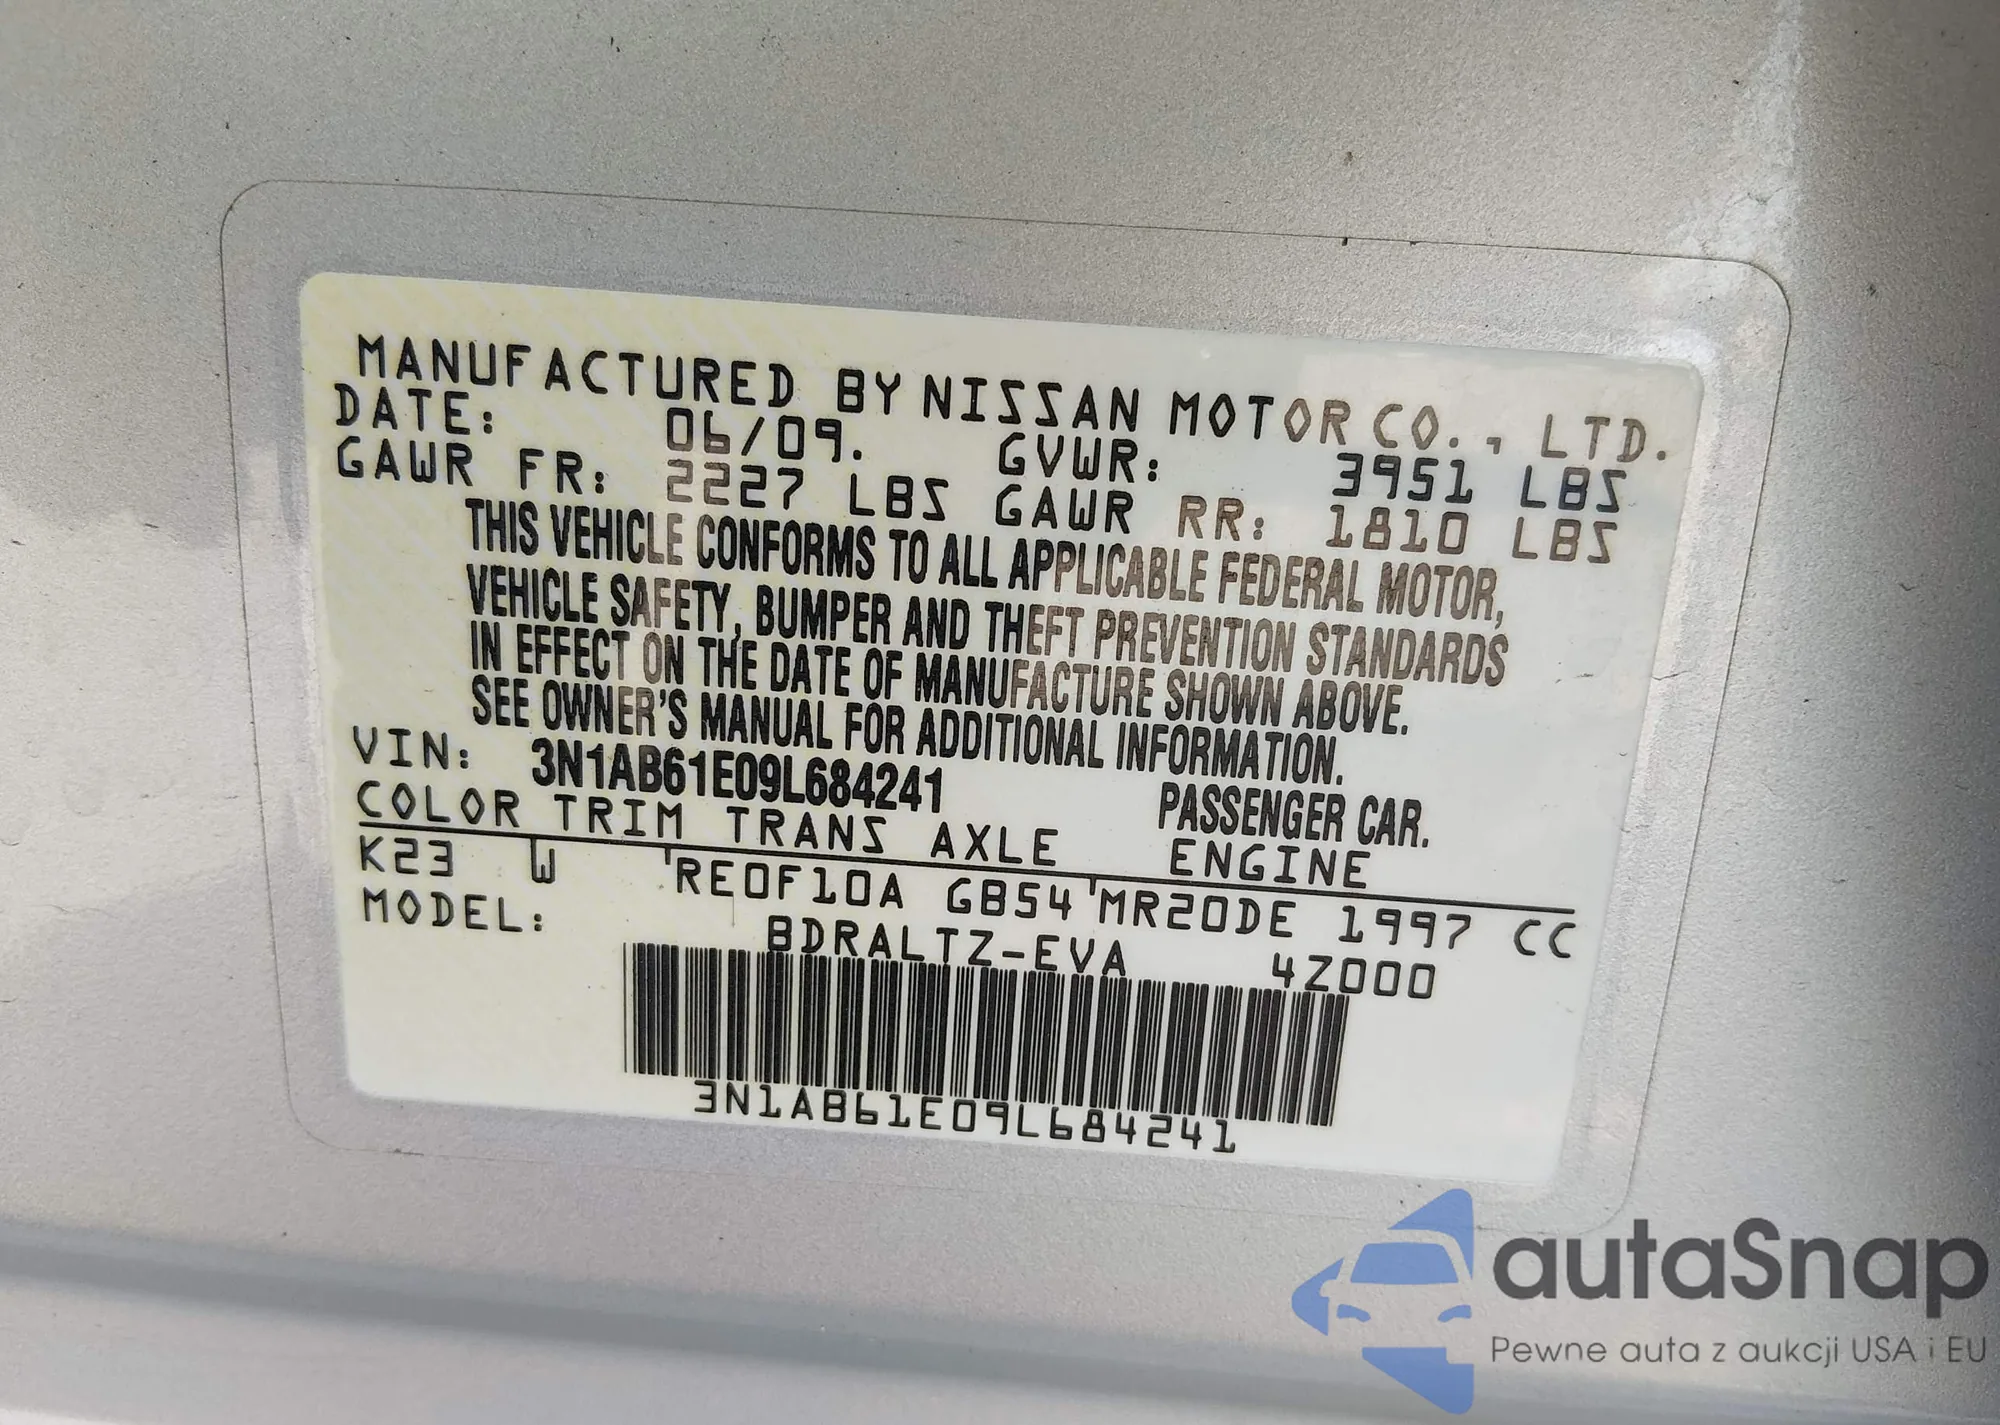 MANUFACTURED BY NISSAN MOTOR CO., LTD.
DATE: 06/09. GVWR: 3951 LBS
GAWR FR: 2227 LBS GAWR RR: 1810 LBS
THIS VEHICLE CONFORMS TO ALL APPLICABLE FEDERAL MOTOR,
VEHICLE SAFETY, BUMPER AND THEFT PREVENTION STANDARDS
IN EFFECT ON THE DATE OF MANUFACTURE SHOWN ABOVE.
SEE OWNER'S MANUAL FOR ADDITIONAL INFORMATION.
VIN: 3N1AB61E09L684241 PASSENGER CAR.
COLOR TRIM TRANS AXLE ENGINE
K23 W RE0F10A GB54 MR20DE 1997 CC
MODEL: BDRALTZ-EVA 4Z000
3N1AB61E09L684241
autaSnap
Pewne auta z aukcji USA i EU